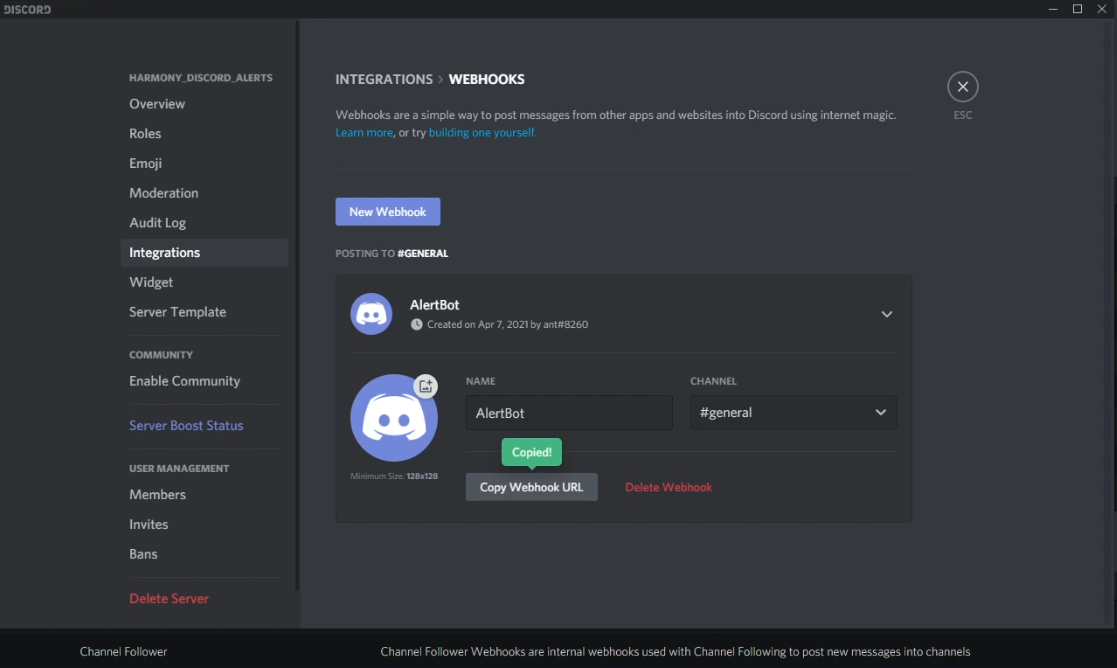 DISCORD
HARMONY_DISCORD_ALERTS
Overview
Roles
Emoji
Moderation
Audit Log
Integrations
Widget
Server Template
COMMUNITY
Enable Community
Server Boost Status
USER MANAGEMENT
Members
Invites
Bans
Delete Server
INTEGRATIONS > WEBHOOKS
ESC
Webhooks are a simple way to post messages from other apps and websites into Discord using internet magic.
Learn more, or try building one yourself.
New Webhook
POSTING TO #GENERAL
AlertBot
Created on Apr 7, 2021 by ant#8260
Minimum Size: 128x128
NAME
AlertBot
CHANNEL
#general
Copied!
Copy Webhook URL
Delete Webhook
Channel Follower
Channel Follower Webhooks are internal webhooks used with Channel Following to post new messages into channels